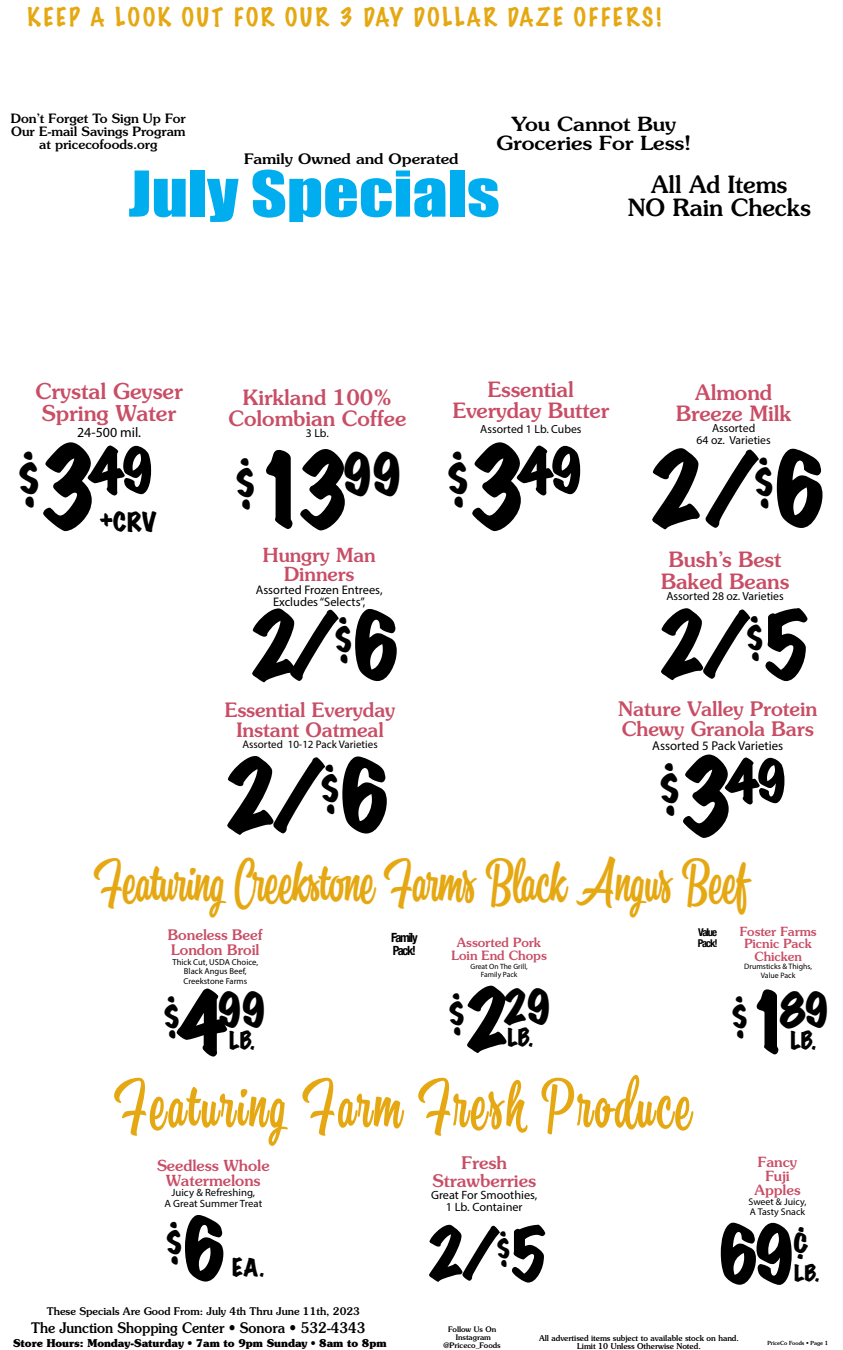 KEEP A LOOK OUT FOR OUR 3 DAY DOLLAR DAZE OFFERS!
Don't Forget To Sign Up For
Our E-mail Savings Program
at pricecofoods.org
You Cannot Buy
Groceries For Less!
Family Owned and Operated
July Specials
All Ad Items
NO Rain Checks
Crystal Geyser
Spring Water
24-500 mil.
$3.49
+CRV
Kirkland 100%
Colombian Coffee
3 Lb.
$13.99
Essential
Everyday Butter
Assorted 1 Lb. Cubes
$3.49
Almond
Breeze Milk
Assorted
64 oz. Varieties
2/$6
Hungry Man
Dinners
Assorted Frozen Entrees,
Excludes "Selects",
2/$6
Bush's Best
Baked Beans
Assorted 28 oz. Varieties
2/$5
Essential Everyday
Instant Oatmeal
Assorted 10-12 Pack Varieties
2/$6
Nature Valley Protein
Chewy Granola Bars
Assorted 5 Pack Varieties
$3.49
Featuring Creekstone Farms Black Angus Beef
Boneless Beef
London Broil
Thick Cut, USDA Choice,
Black Angus Beef,
Creekstone Farms
$4.99
LB.
Family
Pack!
Assorted Pork
Loin End Chops
Great On The Grill,
Family Pack
$2.29
LB.
Value
Pack!
Foster Farms
Picnic Pack
Chicken
Drumsticks & Thighs,
Value Pack
$1.89
LB.
Featuring Farm Fresh Produce
Seedless Whole
Watermelons
Juicy & Refreshing,
A Great Summer Treat
$6 EA.
Fresh
Strawberries
Great For Smoothies,
1 Lb. Container
2/$5
Fancy
Fuji
Apples
Sweet & Juicy,
A Tasty Snack
69¢
LB.
These Specials Are Good From: July 4th Thru June 11th, 2023
The Junction Shopping Center • Sonora • 532-4343
Store Hours: Monday-Saturday • 7am to 9pm Sunday • 8am to 8pm
Follow Us On
Instagram
@Priceco_Foods
All advertised items subject to available stock on hand.
Limit 10 Unless Otherwise Noted.
PriceCo Foods • Page 1